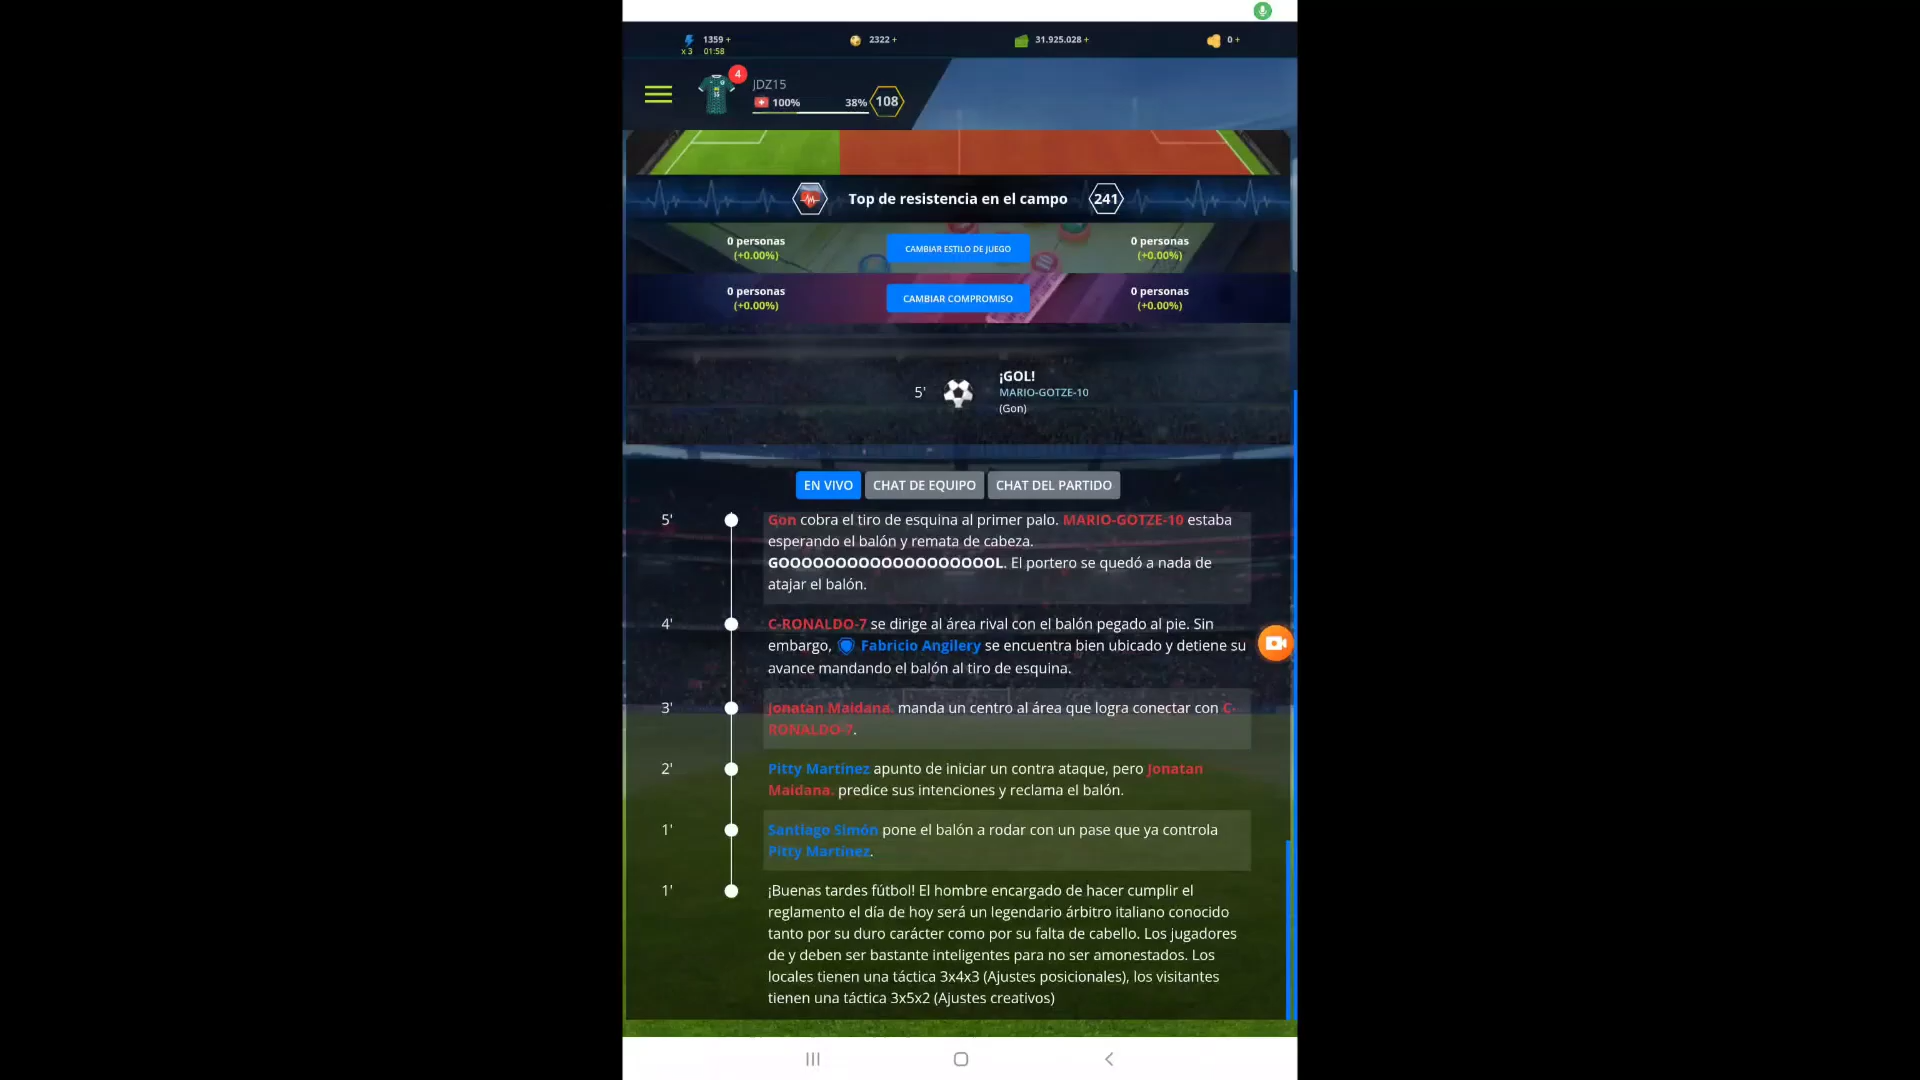 1359 +
x 3 01:58
2322 +
31.925.028 +
0 +
4
JDZ15
100%
38%
108
Top de resistencia en el campo
241
0 personas
(+0.00%)
CAMBIAR ESTILO DE JUEGO
0 personas
(+0.00%)
0 personas
(+0.00%)
CAMBIAR COMPROMISO
0 personas
(+0.00%)
5'
¡GOL!
MARIO-GOTZE-10
(Gon)
EN VIVO
CHAT DE EQUIPO
CHAT DEL PARTIDO
5'
Gon cobra el tiro de esquina al primer palo. MARIO-GOTZE-10 estaba
esperando el balón y remata de cabeza.
GOOOOOOOOOOOOOOOOOOL. El portero se quedó a nada de
atajar el balón.
4'
C-RONALDO-7 se dirige al área rival con el balón pegado al pie. Sin
embargo, Fabricio Angilery se encuentra bien ubicado y detiene su
avance mandando el balón al tiro de esquina.
3'
Jonatan Maidana. manda un centro al área que logra conectar con C-
RONALDO-7.
2'
Pitty Martínez apunto de iniciar un contra ataque, pero Jonatan
Maidana. predice sus intenciones y reclama el balón.
1'
Santiago Simón pone el balón a rodar con un pase que ya controla
Pitty Martínez.
1'
¡Buenas tardes fútbol! El hombre encargado de hacer cumplir el
reglamento el día de hoy será un legendario árbitro italiano conocido
tanto por su duro carácter como por su falta de cabello. Los jugadores
de y deben ser bastante inteligentes para no ser amonestados. Los
locales tienen una táctica 3x4x3 (Ajustes posicionales), los visitantes
tienen una táctica 3x5x2 (Ajustes creativos)